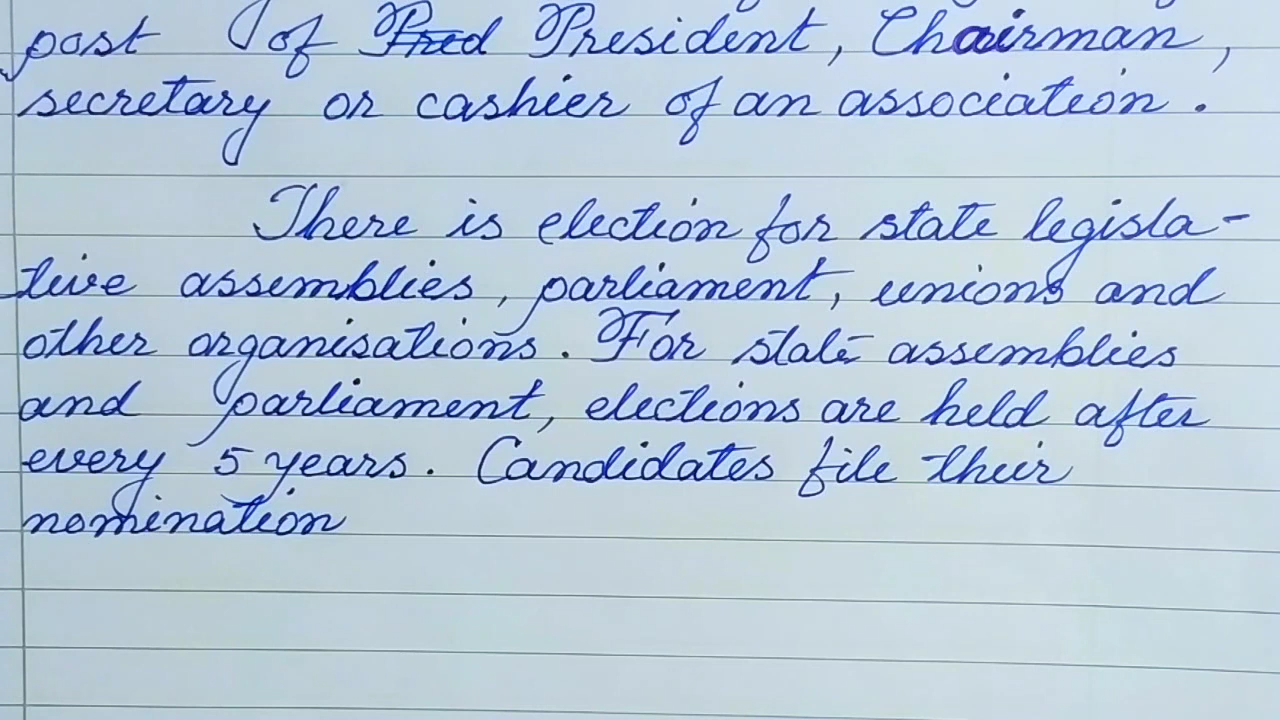 post of Pred President, Chairman,
secretary or cashier of an association.
There is election for state legisla-
tive assemblies, parliament, unions and
other organisations. For state assemblies
and parliament, elections are held after
every 5 years. Candidates file their
nomination